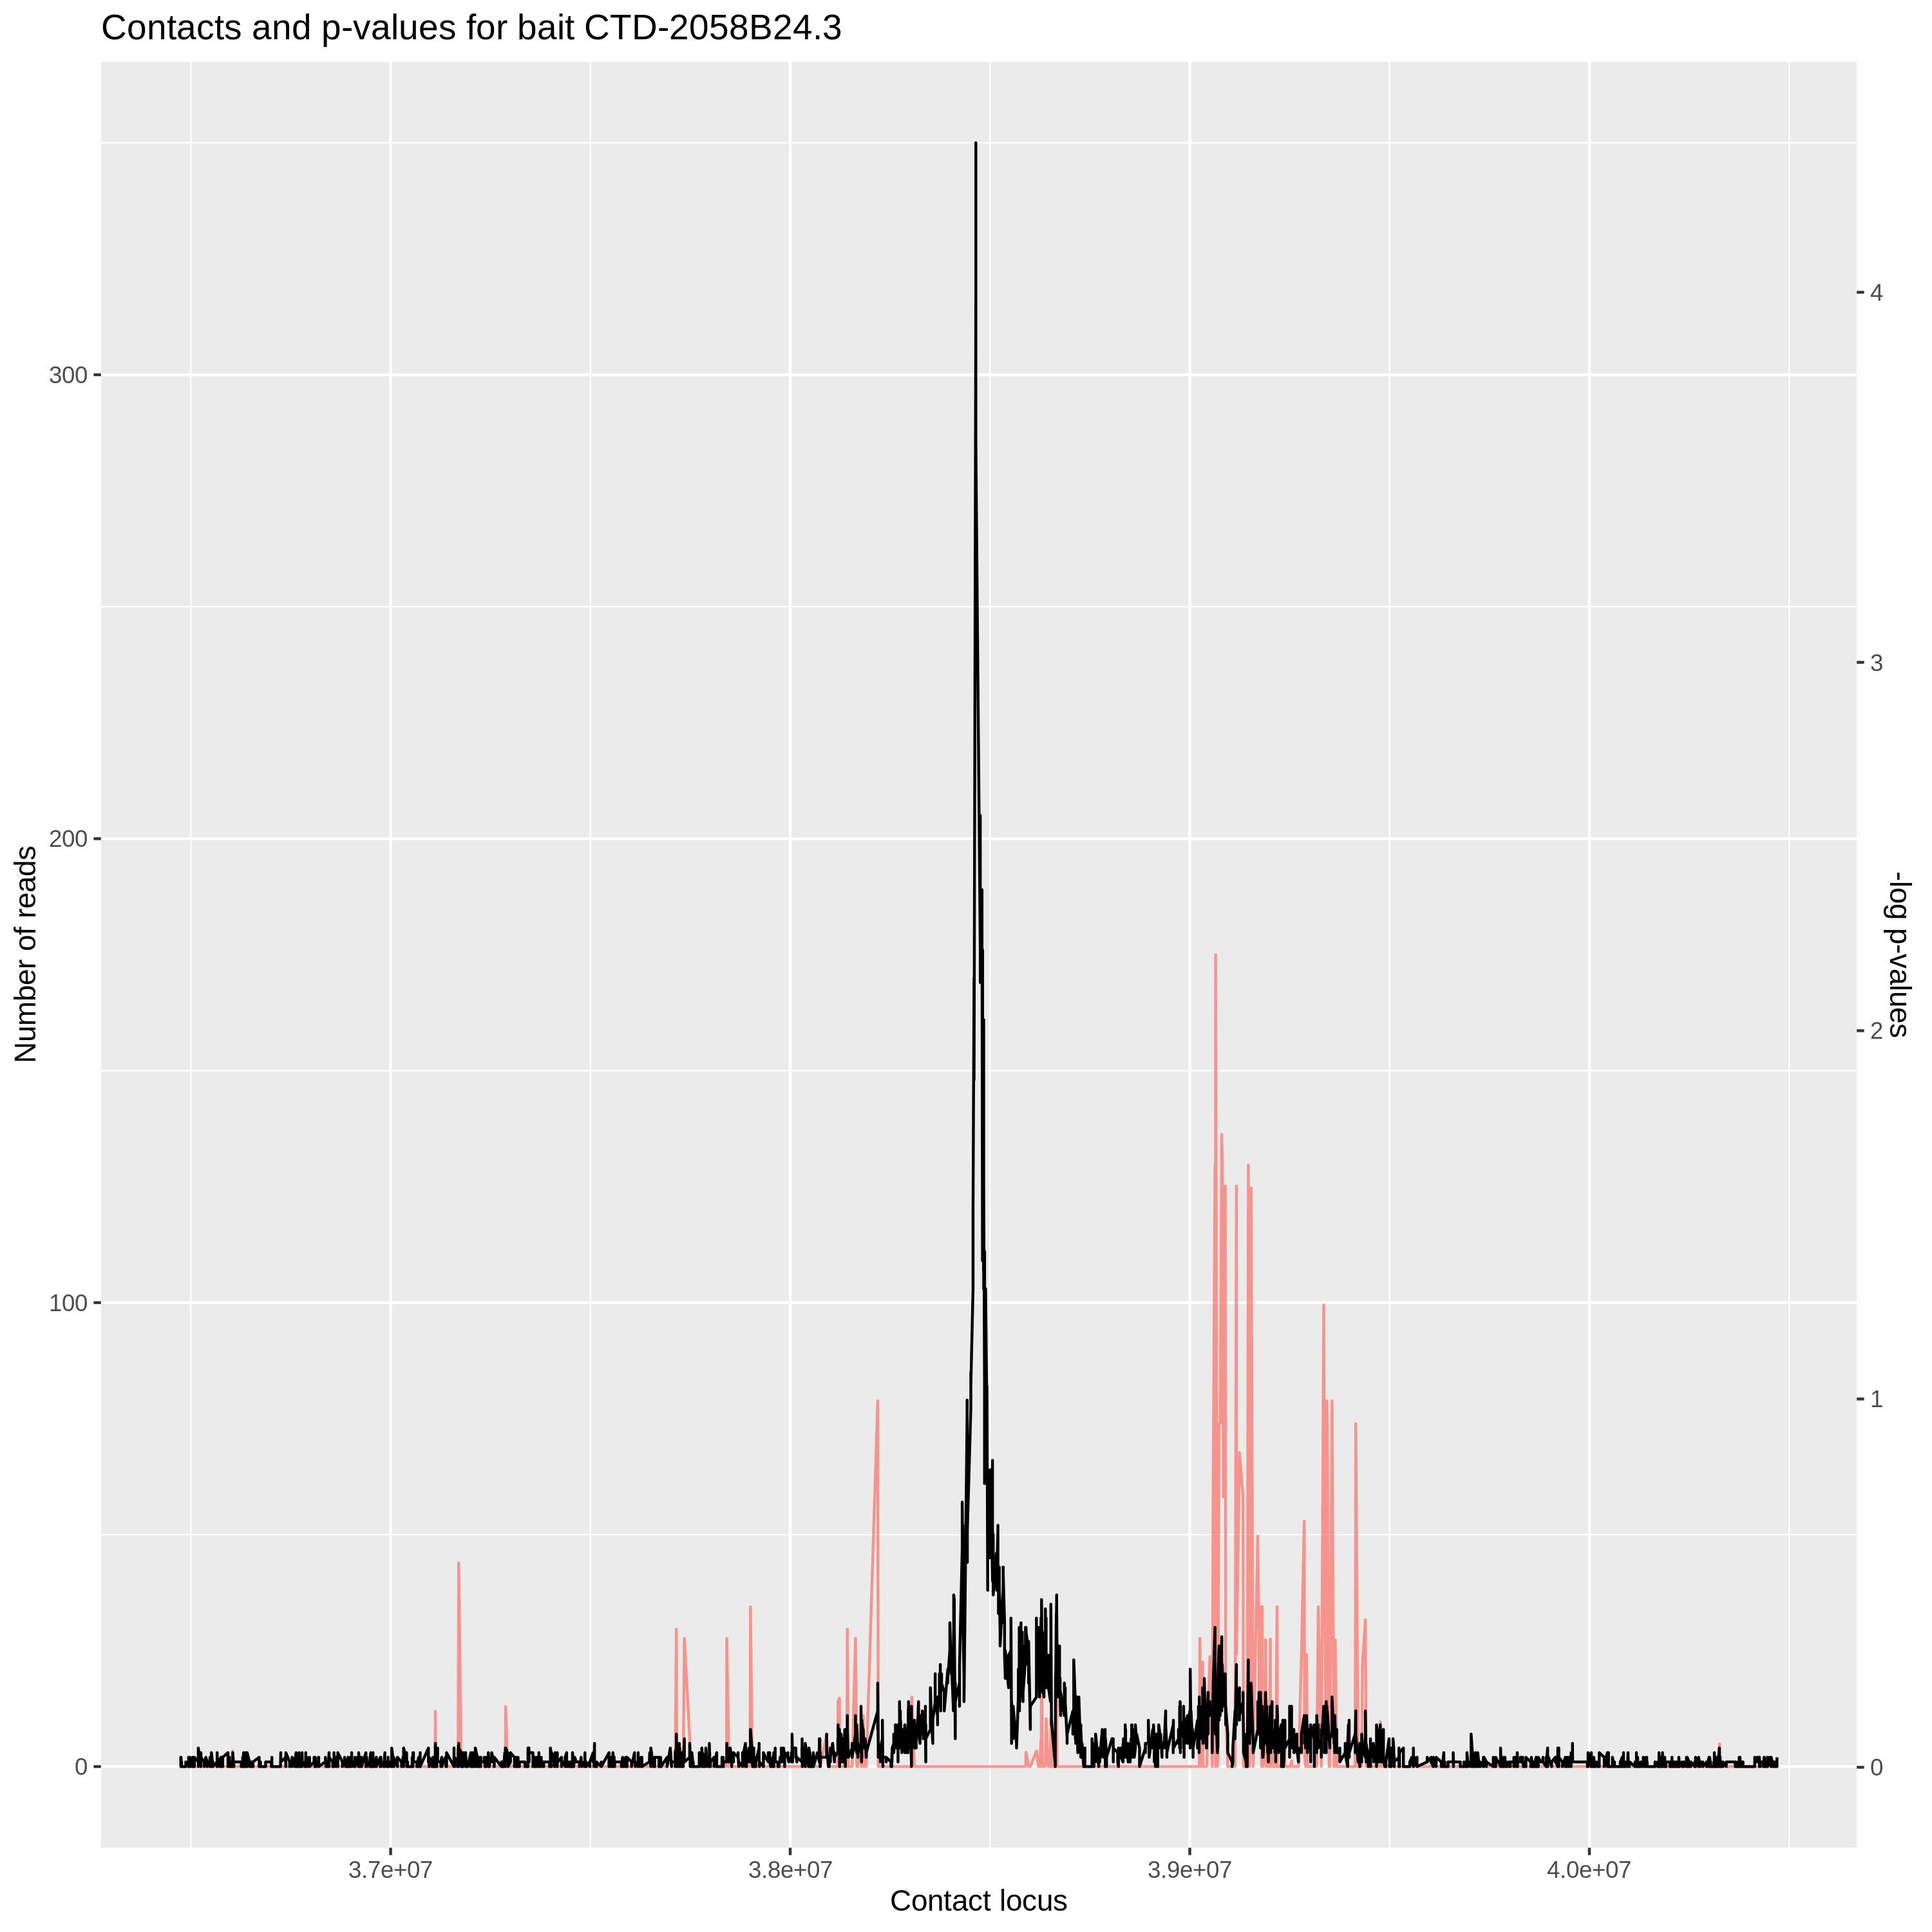 Contacts and p-values for bait CTD-2058B24.3
300
200
100
0
Number of reads
4
3
2
1
0
-log p-values
3.7e+07
3.8e+07
3.9e+07
4.0e+07
Contact locus